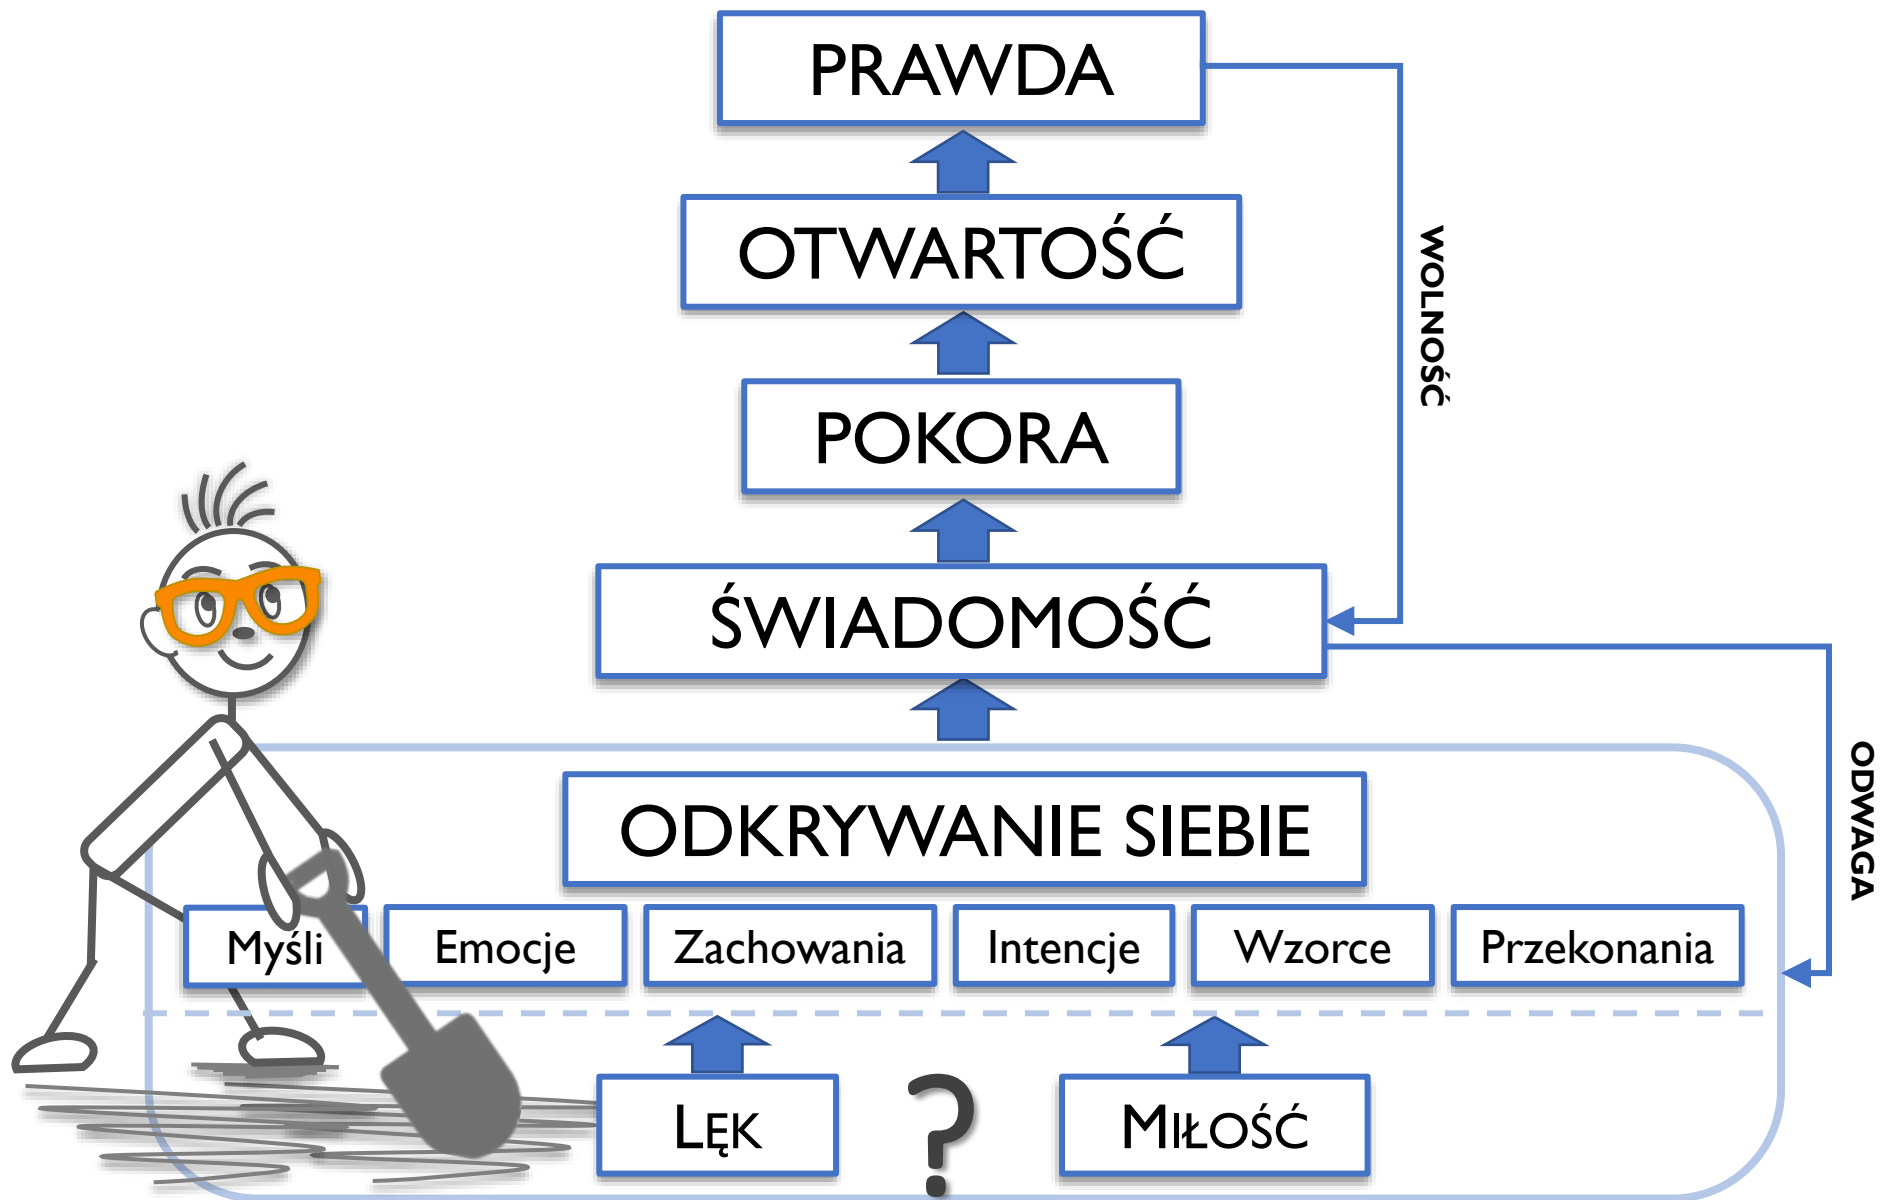 PRAWDA
OTWARTOŚĆ
WOLNOŚĆ
POKORA
ŚWIADOMOŚĆ
ODWAGA
ODKRYWANIE SIEBIE
Myśli
Emocje
Zachowania
Intencje
Wzorce
Przekonania
LĘK
?
MIŁOŚĆ